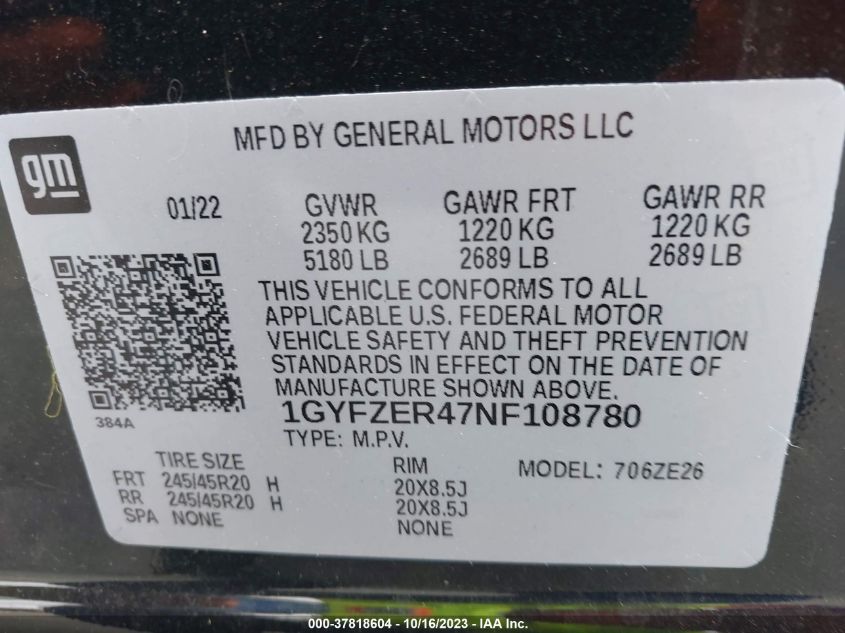 MFD BY GENERAL MOTORS LLC
gm
01/22 GVWR GAWR FRT GAWR RR
2350 KG 1220 KG 1220 KG
5180 LB 2689 LB 2689 LB
THIS VEHICLE CONFORMS TO ALL
APPLICABLE U.S. FEDERAL MOTOR
VEHICLE SAFETY AND THEFT PREVENTION
STANDARDS IN EFFECT ON THE DATE OF
MANUFACTURE SHOWN ABOVE.
384A 1GYFZER47NF108780
TYPE: M.P.V.
TIRE SIZE RIM MODEL: 706ZE26
FRT 245/45R20 H 20X8.5J
RR 245/45R20 H 20X8.5J
SPA NONE NONE
000-37818604 - 10/16/2023 - IAA Inc.